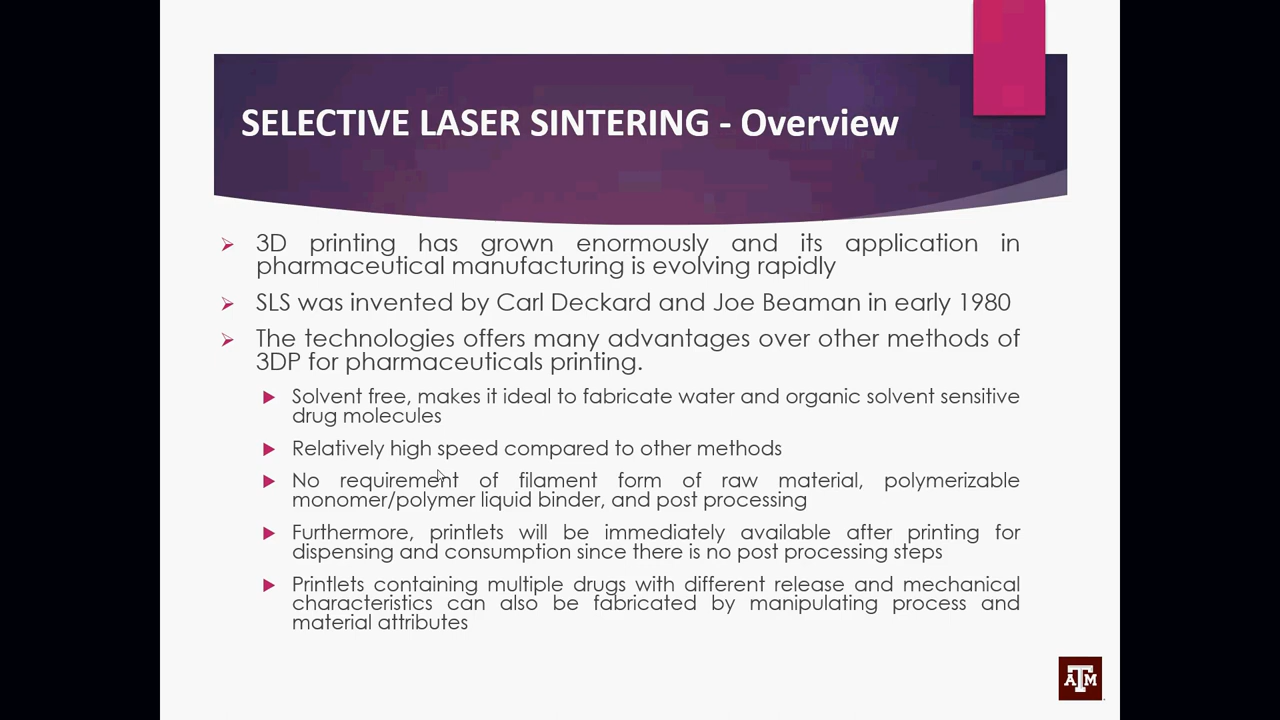 SELECTIVE LASER SINTERING - Overview
3D printing has grown enormously and its application in
pharmaceutical manufacturing is evolving rapidly
SLS was invented by Carl Deckard and Joe Beaman in early 1980
The technologies offers many advantages over other methods of
3DP for pharmaceuticals printing.
Solvent free, makes it ideal to fabricate water and organic solvent sensitive
drug molecules
Relatively high speed compared to other methods
No requirement of filament form of raw material, polymerizable
monomer/polymer liquid binder, and post processing
Furthermore, printlets will be immediately available after printing for
dispensing and consumption since there is no post processing steps
Printlets containing multiple drugs with different release and mechanical
characteristics can also be fabricated by manipulating process and
material attributes
ATM